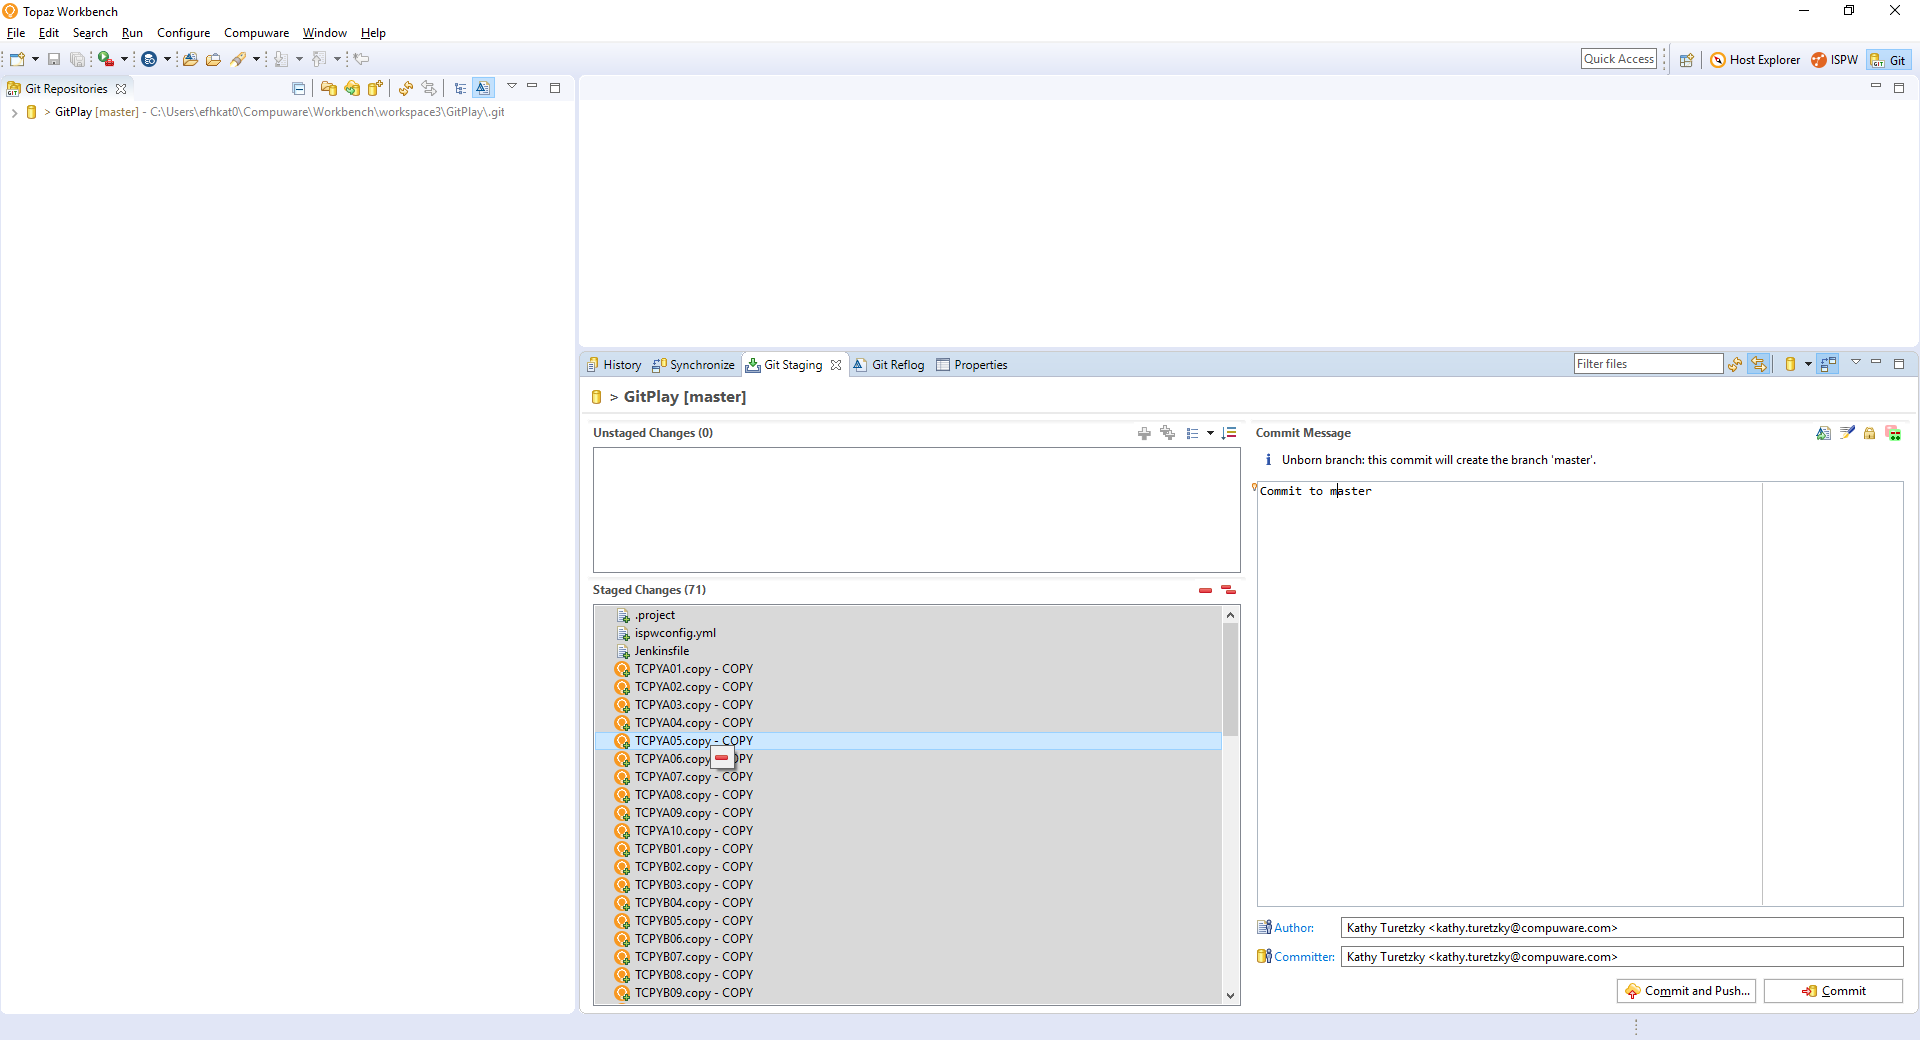 Topaz Workbench
File Edit Search Run Configure Compuware Window Help
Quick Access Host Explorer ISPW Git
Git Repositories
> GitPlay [master] - C:\Users\efhkat0\Compuware\Workbench\workspace3\GitPlay\.git
History Synchronize Git Staging Git Reflog Properties Filter files
> GitPlay [master]
Unstaged Changes (0)
Staged Changes (71)
.project
ispwconfig.yml
Jenkinsfile
TCPYA01.copy - COPY
TCPYA02.copy - COPY
TCPYA03.copy - COPY
TCPYA04.copy - COPY
TCPYA05.copy - COPY
TCPYA06.copy PY
TCPYA07.copy - COPY
TCPYA08.copy - COPY
TCPYA09.copy - COPY
TCPYA10.copy - COPY
TCPYB01.copy - COPY
TCPYB02.copy - COPY
TCPYB03.copy - COPY
TCPYB04.copy - COPY
TCPYB05.copy - COPY
TCPYB06.copy - COPY
TCPYB07.copy - COPY
TCPYB08.copy - COPY
TCPYB09.copy - COPY
Commit Message
Unborn branch: this commit will create the branch 'master'.
Commit to master
Author: Kathy Turetzky <kathy.turetzky@compuware.com>
Committer: Kathy Turetzky <kathy.turetzky@compuware.com>
Commit and Push... Commit